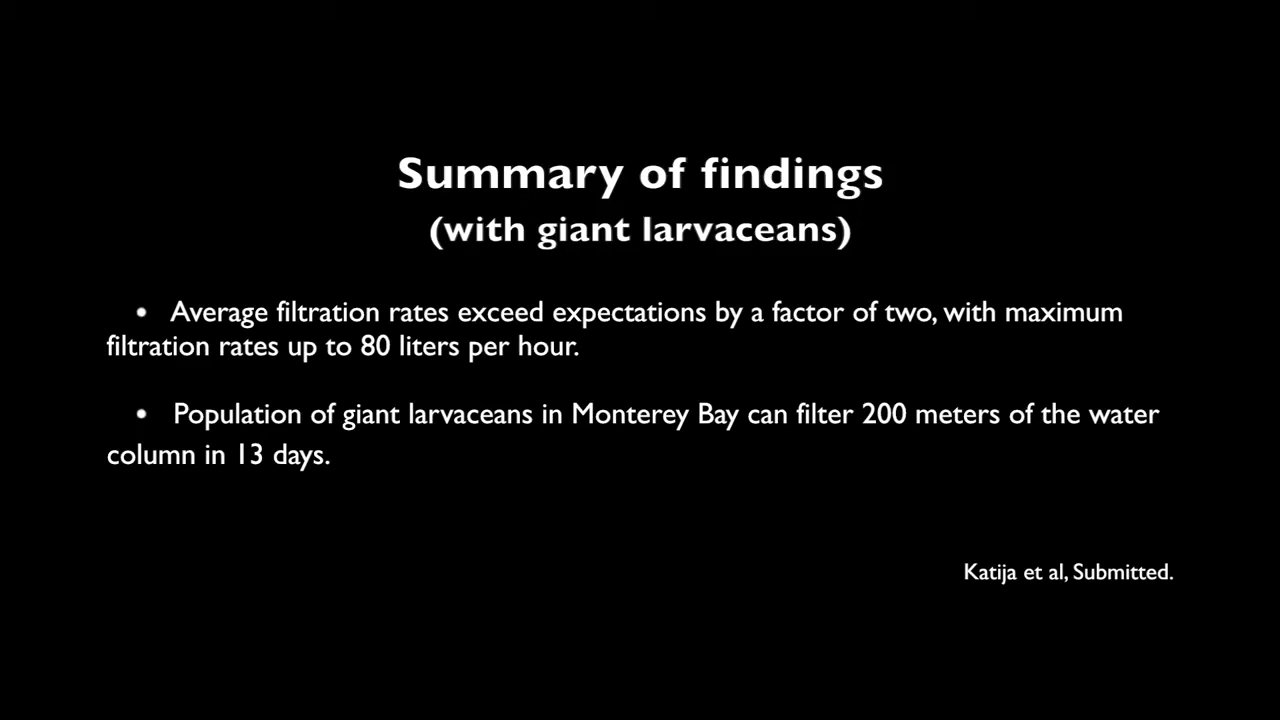 Summary of findings
(with giant larvaceans)
• Average filtration rates exceed expectations by a factor of two, with maximum
filtration rates up to 80 liters per hour.
• Population of giant larvaceans in Monterey Bay can filter 200 meters of the water
column in 13 days.
Katija et al, Submitted.